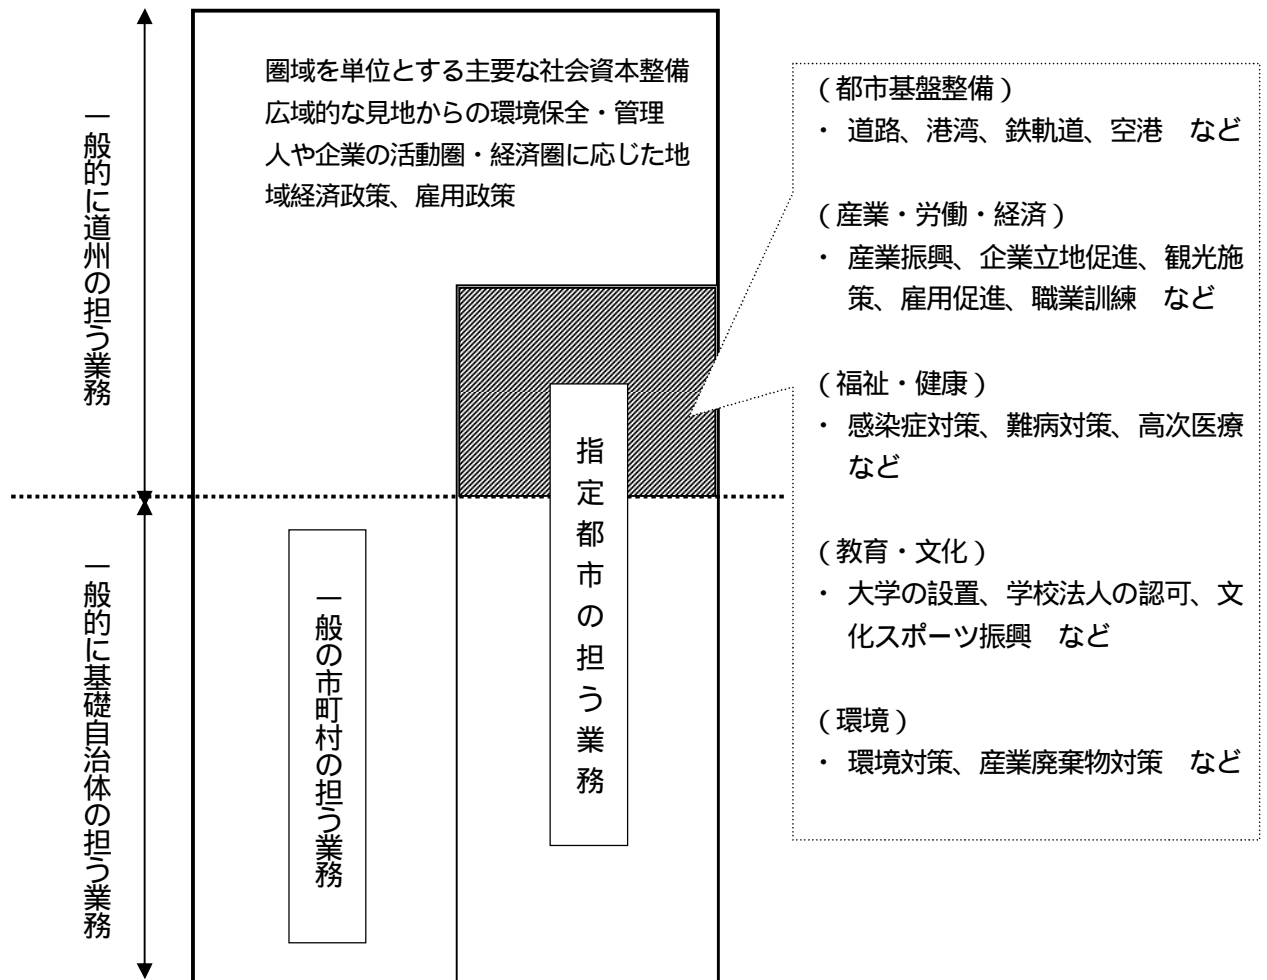 一般的に道州の担う業務
圏域を単位とする主要な社会資本整備
広域的な見地からの環境保全・管理
人や企業の活動圏・経済圏に応じた地
域経済政策、雇用政策
(都市基盤整備)
・ 道路、港湾、鉄軌道、空港 など
(産業・労働・経済)
・ 産業振興、企業立地促進、観光施
策、雇用促進、職業訓練 など
(福祉・健康)
・ 感染症対策、難病対策、高次医療
など
(教育・文化)
・ 大学の設置、学校法人の認可、文
化スポーツ振興 など
(環境)
・ 環境対策、産業廃棄物対策 など
指定都市の担う業務
一般的に基礎自治体の担う業務
一般の市町村の担う業務